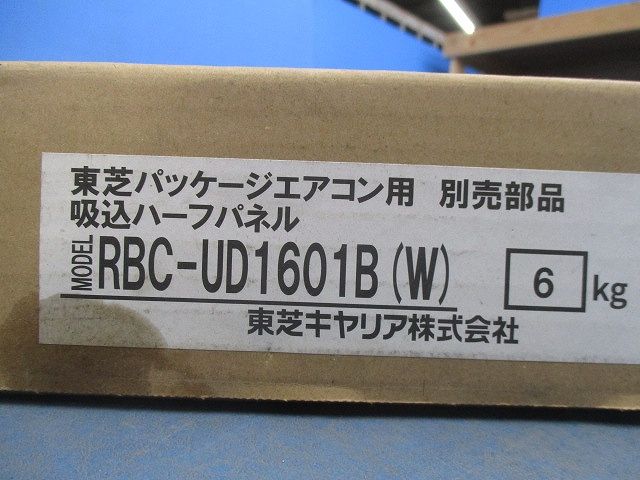 東芝パッケージエアコン用 別売部品
吸込ハーフパネル
MODEL RBC-UD1601B(W) 6 kg
東芝キヤリア株式会社